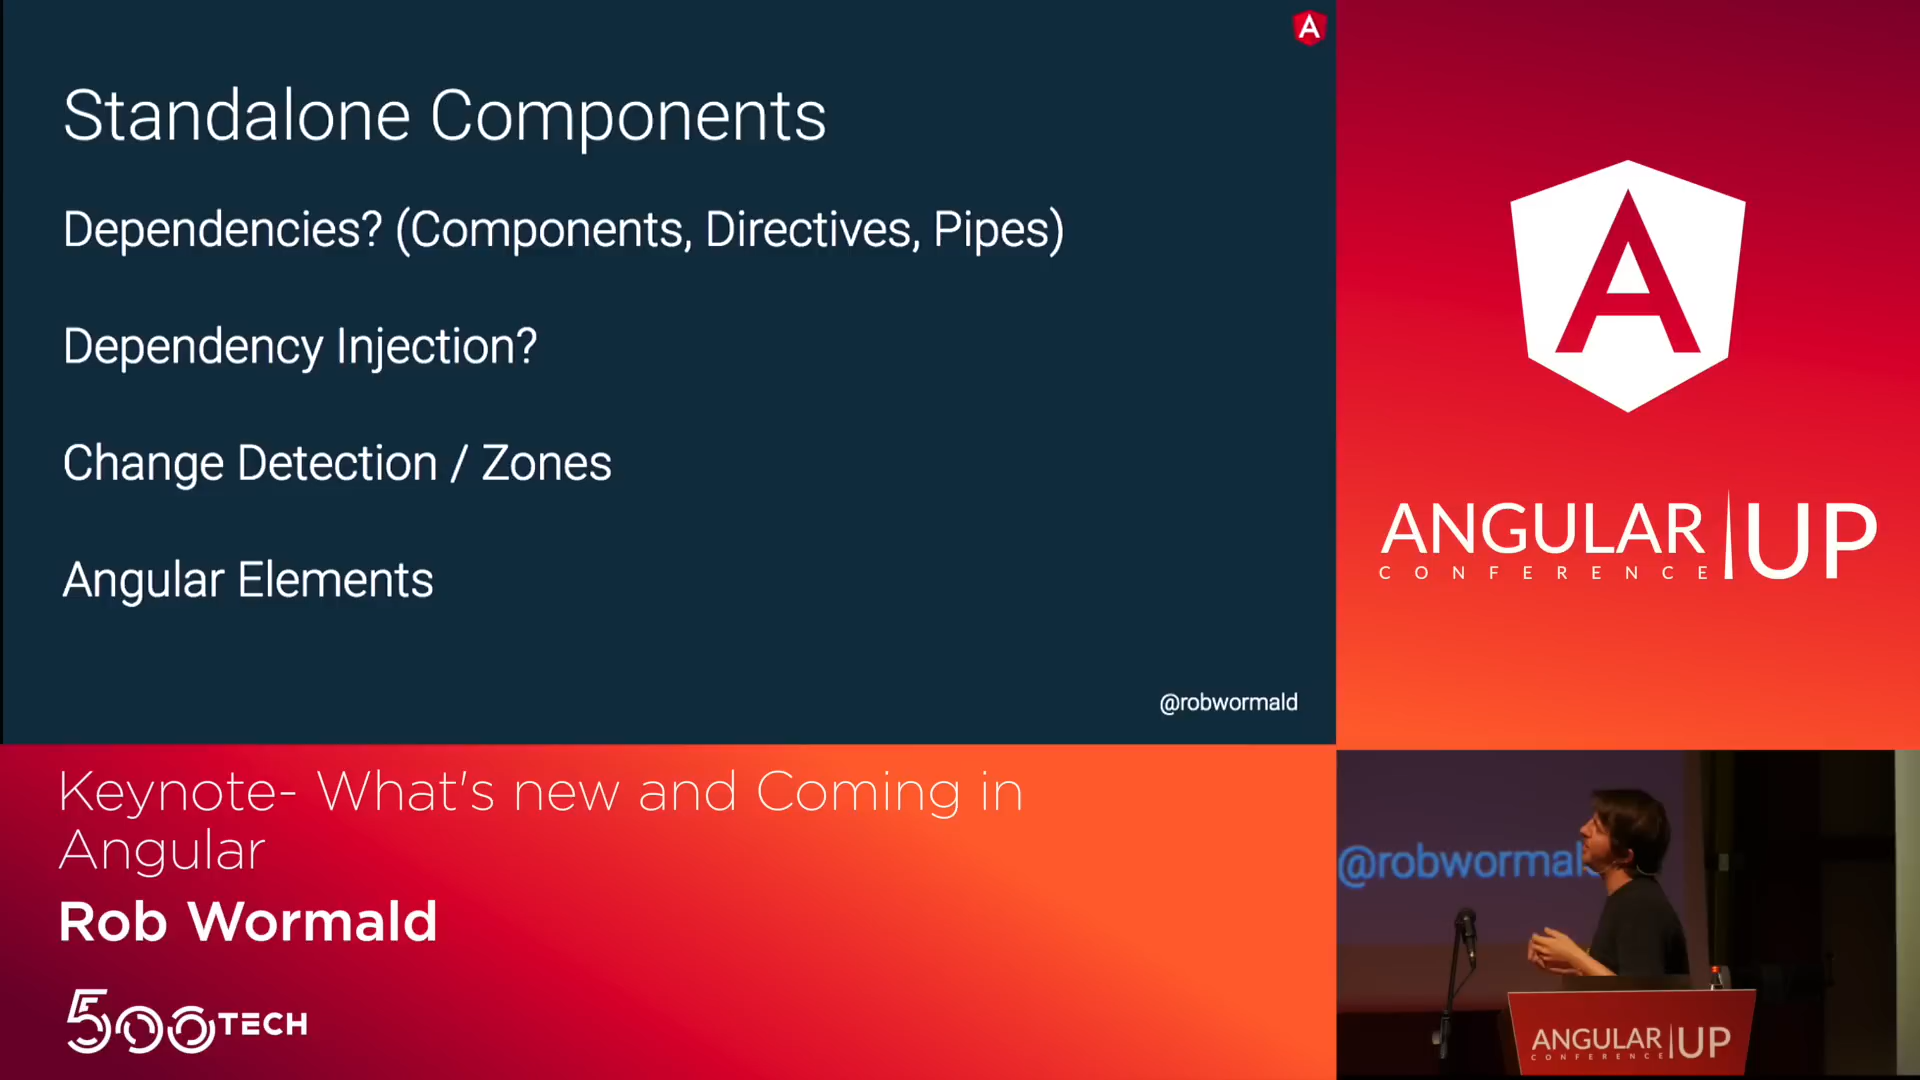 Standalone Components
Dependencies? (Components, Directives, Pipes)
Dependency Injection?
Change Detection / Zones
Angular Elements
@robwormald
ANGULAR UP
CONFERENCE
Keynote- What's new and Coming in
Angular
Rob Wormald
500TECH
@robwormal
ANGULAR UP
CONFERENCE